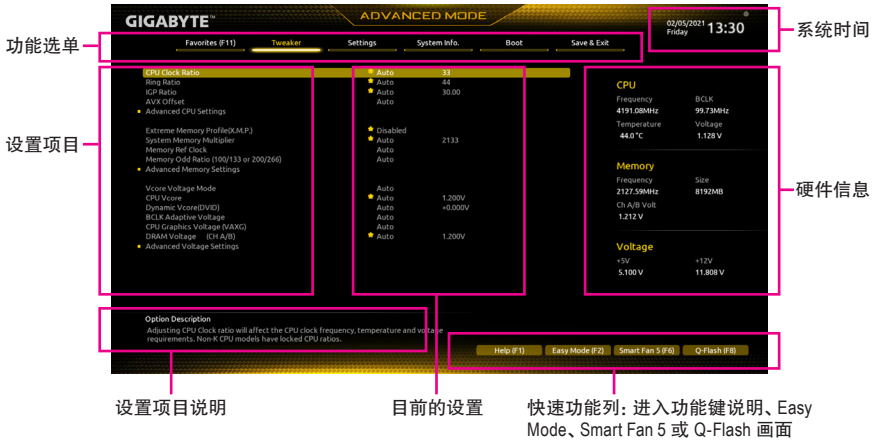 GIGABYTE™
ADVANCED MODE
02/05/2021
Friday
13:30
系统时间
功能选单
Favorites (F11) Tweaker Settings System Info. Boot Save & Exit
设置项目
CPU Clock Ratio Auto 33
Ring Ratio Auto 44
IGP Ratio Auto 30.00
AVX Offset Auto
Advanced CPU Settings
Extreme Memory Profile(X.M.P.) Disabled
System Memory Multiplier Auto 2133
Memory Ref Clock Auto
Memory Odd Ratio (100/133 or 200/266) Auto
Advanced Memory Settings
Vcore Voltage Mode Auto
CPU Vcore Auto 1.200V
Dynamic Vcore(DVID) Auto +0.000V
BCLK Adaptive Voltage Auto
CPU Graphics Voltage (VAXG) Auto
DRAM Voltage (CH A/B) Auto 1.200V
Advanced Voltage Settings
CPU
Frequency BCLK
4191.08MHz 99.73MHz
Temperature Voltage
44.0 °C 1.128 V
Memory
Frequency Size
2127.59MHz 8192MB
Ch A/B Volt
1.212 V
Voltage
+5V +12V
5.100 V 11.808 V
硬件信息
Option Description
Adjusting CPU Clock ratio will affect the CPU clock frequency, temperature and voltage
requirements. Non-K CPU models have locked CPU ratios.
Help (F1) Easy Mode (F2) Smart Fan 5 (F6) Q-Flash (F8)
设置项目说明
目前的设置
快速功能列: 进入功能键说明、Easy
Mode、Smart Fan 5 或 Q-Flash 画面